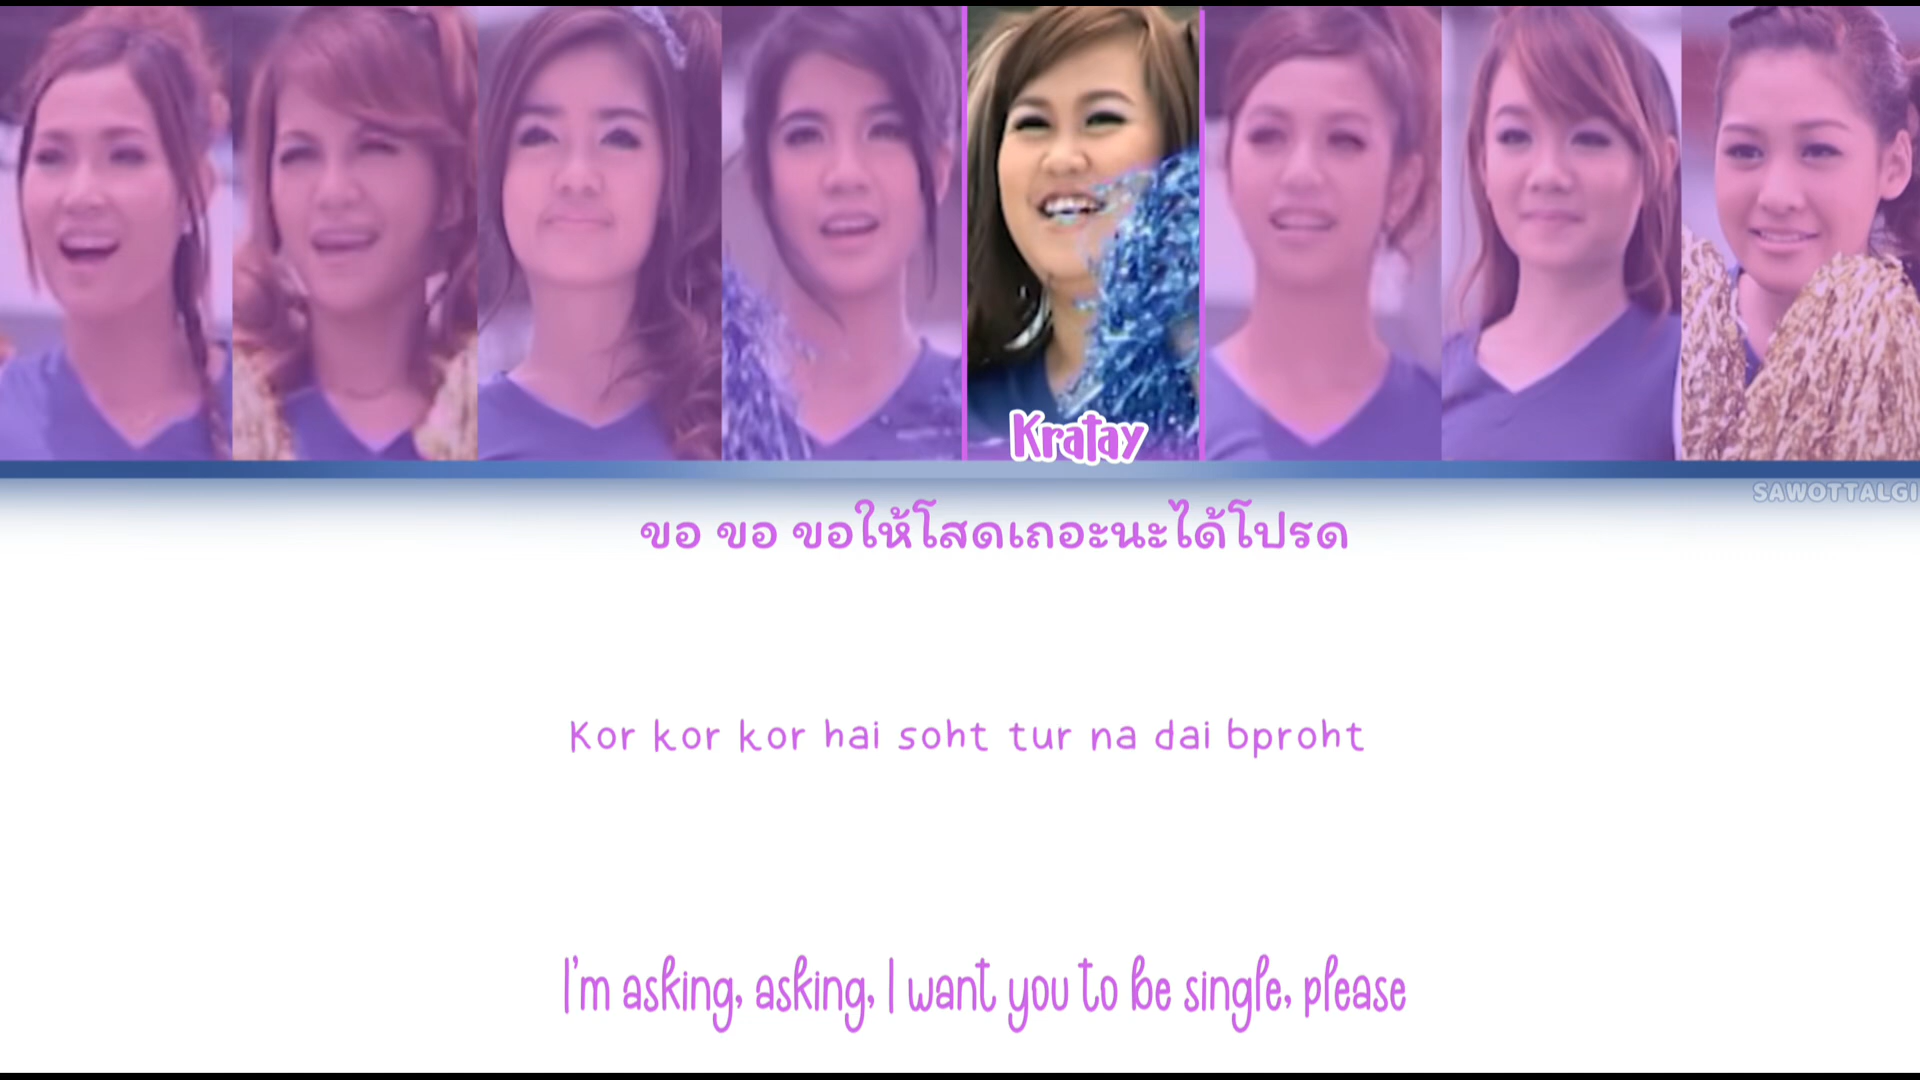 Kratay
SAWOTTALGI
ขอ ขอ ขอให้โสดเถอะนะได้โปรด
Kor kor kor hai soht tur na dai bproht
I'm asking, asking, I want you to be single, please